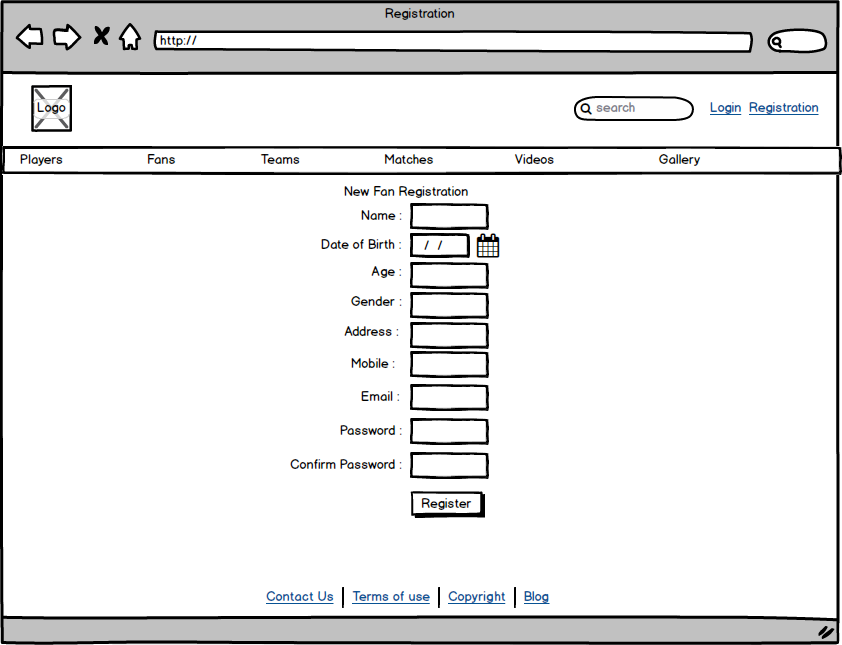 Registration
http://
Logo
search
Login Registration
Players Fans Teams Matches Videos Gallery
New Fan Registration
Name :
Date of Birth : / /
Age :
Gender :
Address :
Mobile :
Email :
Password :
Confirm Password :
Register
Contact Us Terms of use Copyright Blog